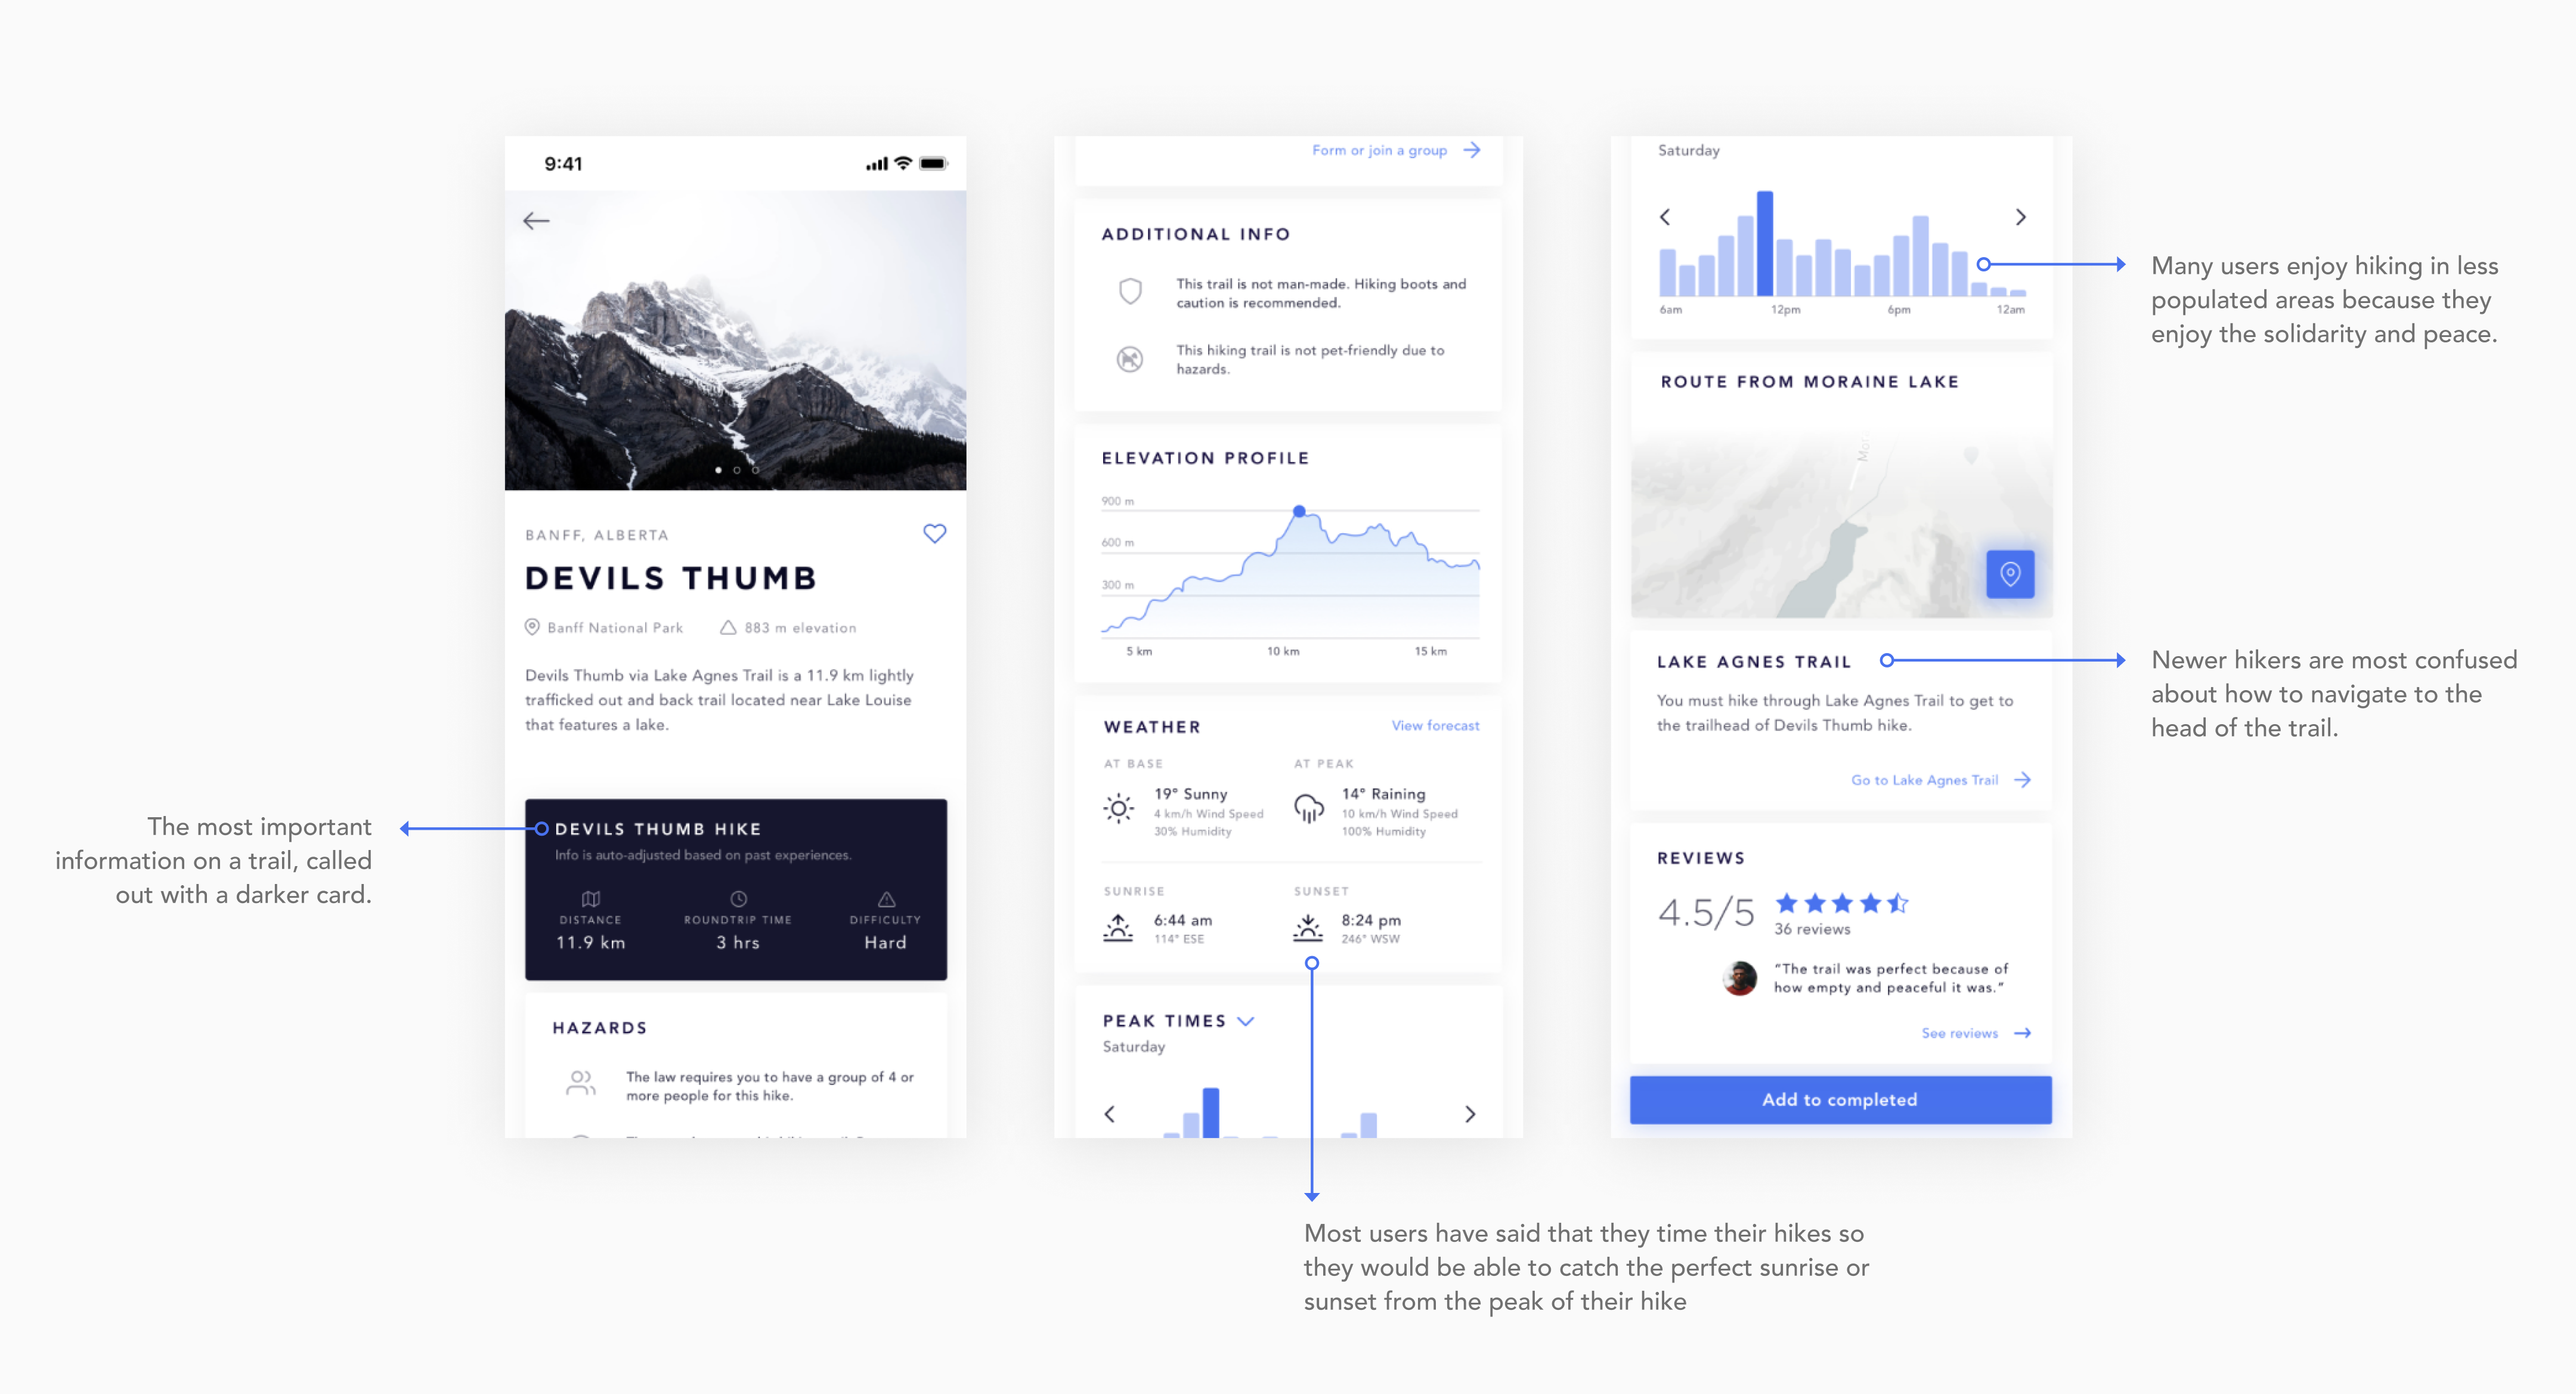 9:41
BANFF, ALBERTA
DEVILS THUMB
Banff National Park
883 m elevation
Devils Thumb via Lake Agnes Trail is a 11.9 km lightly
trafficked out and back trail located near Lake Louise
that features a lake.
The most important
information on a trail, called
out with a darker card.
DEVILS THUMB HIKE
Info is auto-adjusted based on past experiences.
DISTANCE
11.9 km
ROUNDTRIP TIME
3 hrs
DIFFICULTY
Hard
HAZARDS
The law requires you to have a group of 4 or
more people for this hike.
Form or join a group
ADDITIONAL INFO
This trail is not man-made. Hiking boots and
caution is recommended.
This hiking trail is not pet-friendly due to
hazards.
ELEVATION PROFILE
900 m
600 m
300 m
5 km
10 km
15 km
WEATHER
View forecast
AT BASE
19° Sunny
4 km/h Wind Speed
30% Humidity
AT PEAK
14° Raining
10 km/h Wind Speed
100% Humidity
SUNRISE
6:44 am
114° ESE
SUNSET
8:24 pm
246° WSW
PEAK TIMES
Saturday
Most users have said that they time their hikes so
they would be able to catch the perfect sunrise or
sunset from the peak of their hike
Saturday
6am
12pm
6pm
12am
Many users enjoy hiking in less
populated areas because they
enjoy the solidarity and peace.
ROUTE FROM MORAINE LAKE
Mor
LAKE AGNES TRAIL
You must hike through Lake Agnes Trail to get to
the trailhead of Devils Thumb hike.
Go to Lake Agnes Trail
Newer hikers are most confused
about how to navigate to the
head of the trail.
REVIEWS
4.5/5
36 reviews
"The trail was perfect because of
how empty and peaceful it was."
See reviews
Add to completed